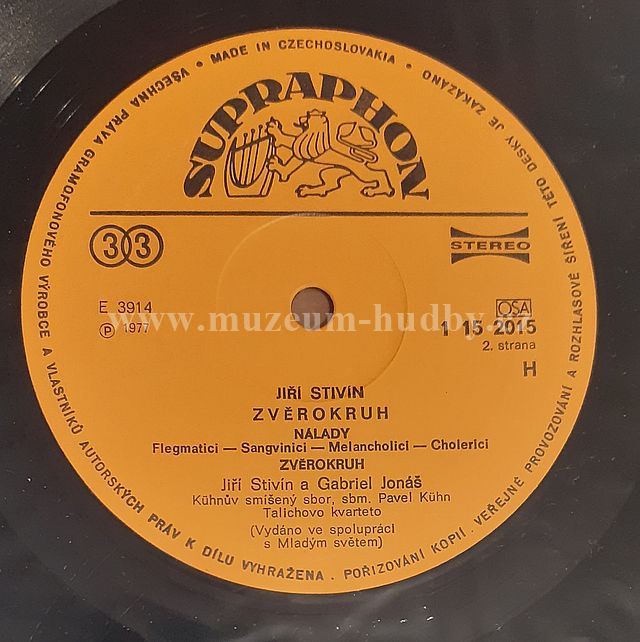 VŠECHNA PRÁVA GRAMOFONOVÉHO VÝROBCE A VLASTNÍKŮ AUTORSKÝCH PRÁV K DÍLU VYHRAŽENA . POŘIZOVÁNÍ KOPIÍ . VEŘEJNÉ PROVOZOVÁNÍ A ROZHLASOVÉ ŠÍŘENÍ TÉTO DESKY JE ZAKÁZÁNO
• MADE IN CZECHOSLOVAKIA •
SUPRAPHON
33
STEREO
E 3914
Ⓟ 1977
OSA
1 15 2015
2. strana
H
www.muzeum-hudby.cz
JIŘÍ STIVÍN
ZVĚROKRUH
NÁLADY
Flegmatici — Sangvinici — Melancholici — Cholerici
ZVĚROKRUH
Jiří Stivín a Gabriel Jonáš
Kühnův smíšený sbor, sbm. Pavel Kühn
Talichovo kvarteto
(Vydáno ve spolupráci
s Mladým světem)